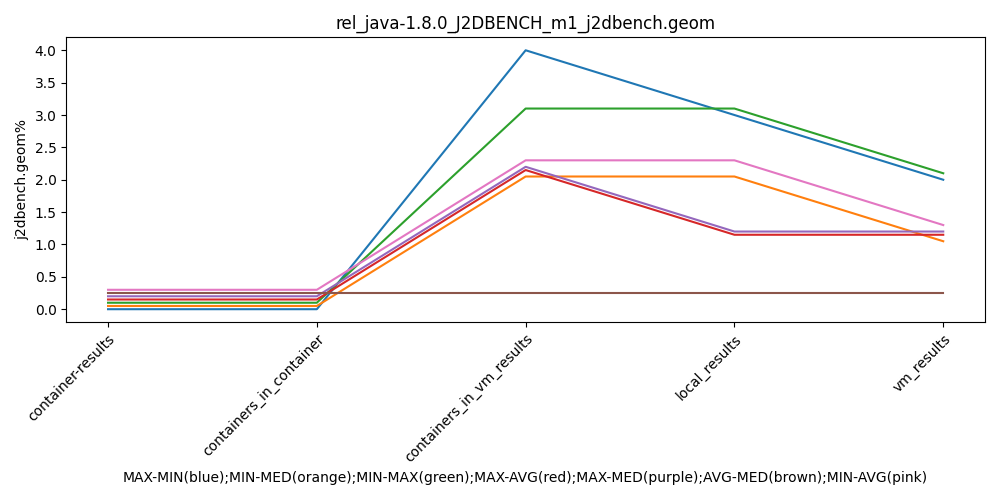 rel_java-1.8.0_J2DBENCH_m1_j2dbench.geom
j2dbench.geom%
4.0
3.5
3.0
2.5
2.0
1.5
1.0
0.5
0.0
container-results
containers_in_container
containers_in_vm_results
local_results
vm_results
MAX-MIN(blue);MIN-MED(orange);MIN-MAX(green);MAX-AVG(red);MAX-MED(purple);AVG-MED(brown);MIN-AVG(pink)